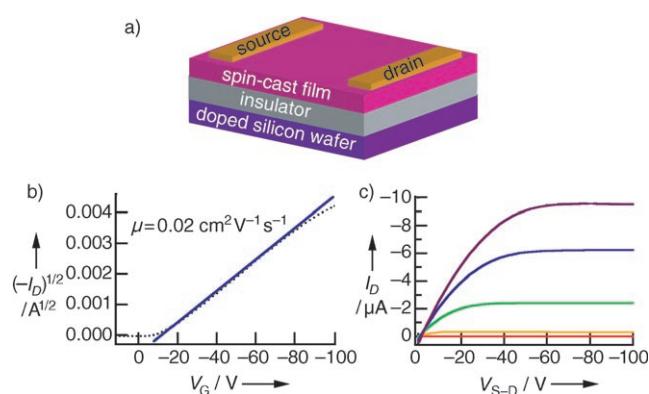 a)
source
drain
spin-cast film
insulator
doped silicon wafer
b)
0.004
0.003
0.002
0.001
0.000
(–I_D)^1/2
/A^1/2
μ=0.02 cm²V⁻¹s⁻¹
0 –20 –40 –60 –80 –100
V_G / V
c)
–10
–8
–6
–4
–2
0
I_D
/μA
0 –20 –40 –60 –80 –100
V_S–D / V